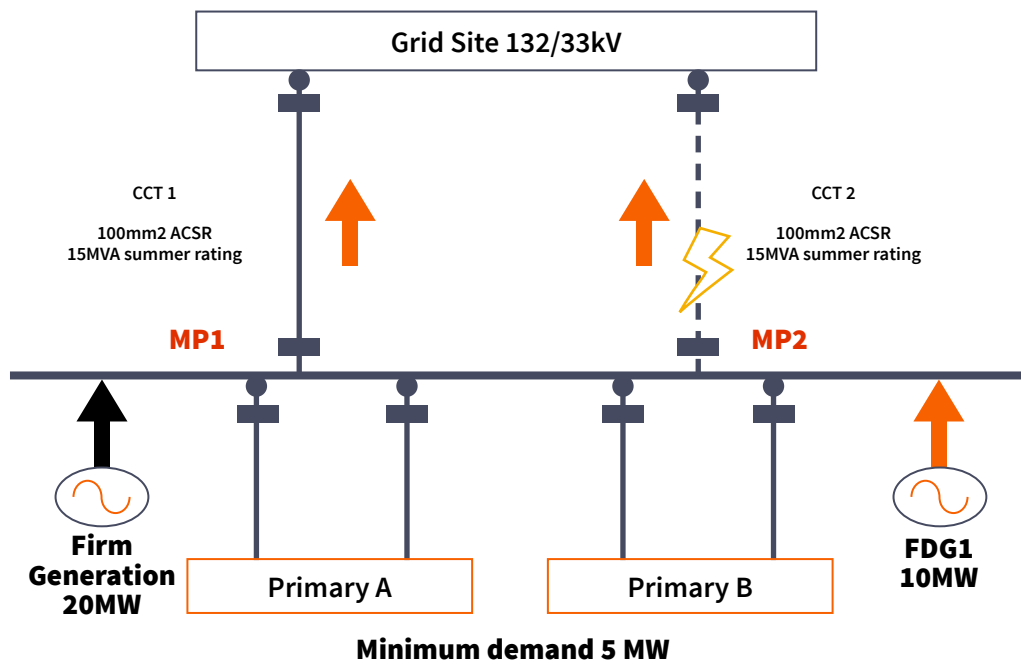 Grid Site 132/33kV
CCT 1
100mm2 ACSR
15MVA summer rating
CCT 2
100mm2 ACSR
15MVA summer rating
MP1
MP2
Firm
Generation
20MW
Primary A
Primary B
FDG1
10MW
Minimum demand 5 MW